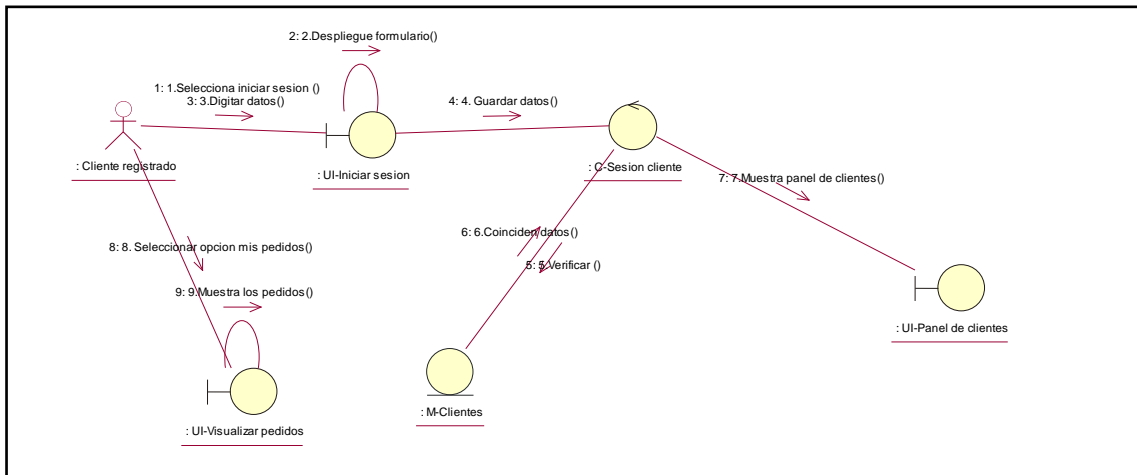 2: 2.Despliegue formulario()
1: 1.Selecciona iniciar sesion ()
3: 3.Digitar datos()
4: 4. Guardar datos()
: Cliente registrado
: UI-Iniciar sesion
: C-Sesion cliente
7: 7.Muestra panel de clientes()
6: 6.Coinciden datos()
8: 8. Seleccionar opcion mis pedidos()
5: 5.Verificar ()
9: 9.Muestra los pedidos()
: UI-Panel de clientes
: M-Clientes
: UI-Visualizar pedidos